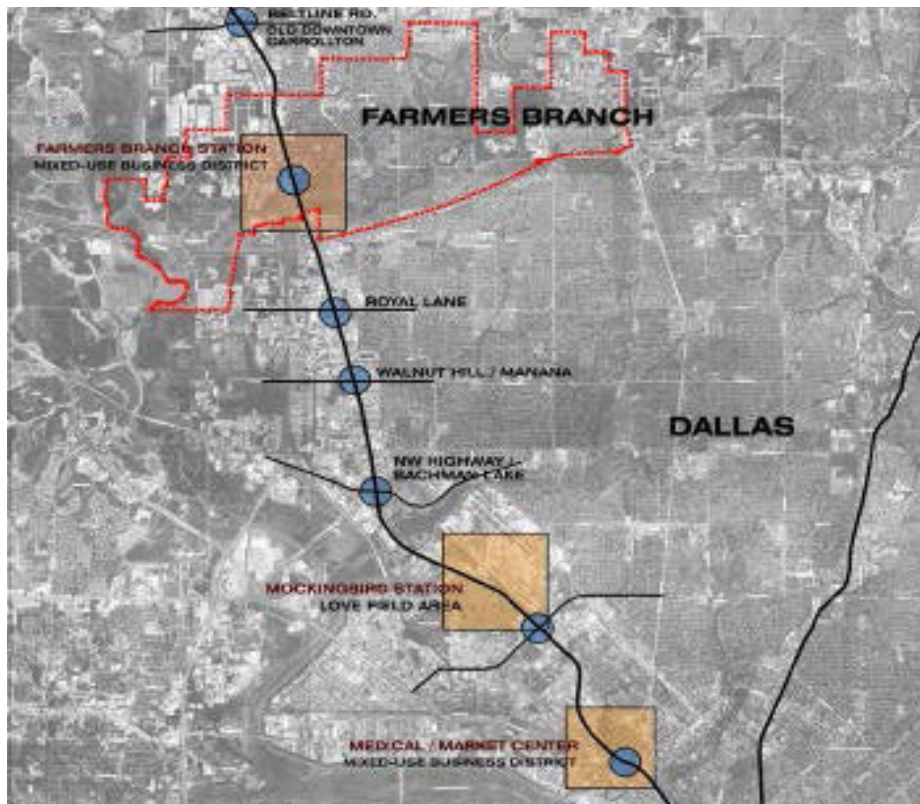 BELTLINE RD.
OLD DOWNTOWN
CARROLLTON
FARMERS BRANCH
FARMERS BRANCH STATION
MIXED-USE BUSINESS DISTRICT
ROYAL LANE
WALNUT HILL / MANANA
DALLAS
NW HIGHWAY /
BACHMAN LAKE
MOCKINGBIRD STATION
LOVE FIELD AREA
MEDICAL / MARKET CENTER
MIXED-USE BUSINESS DISTRICT